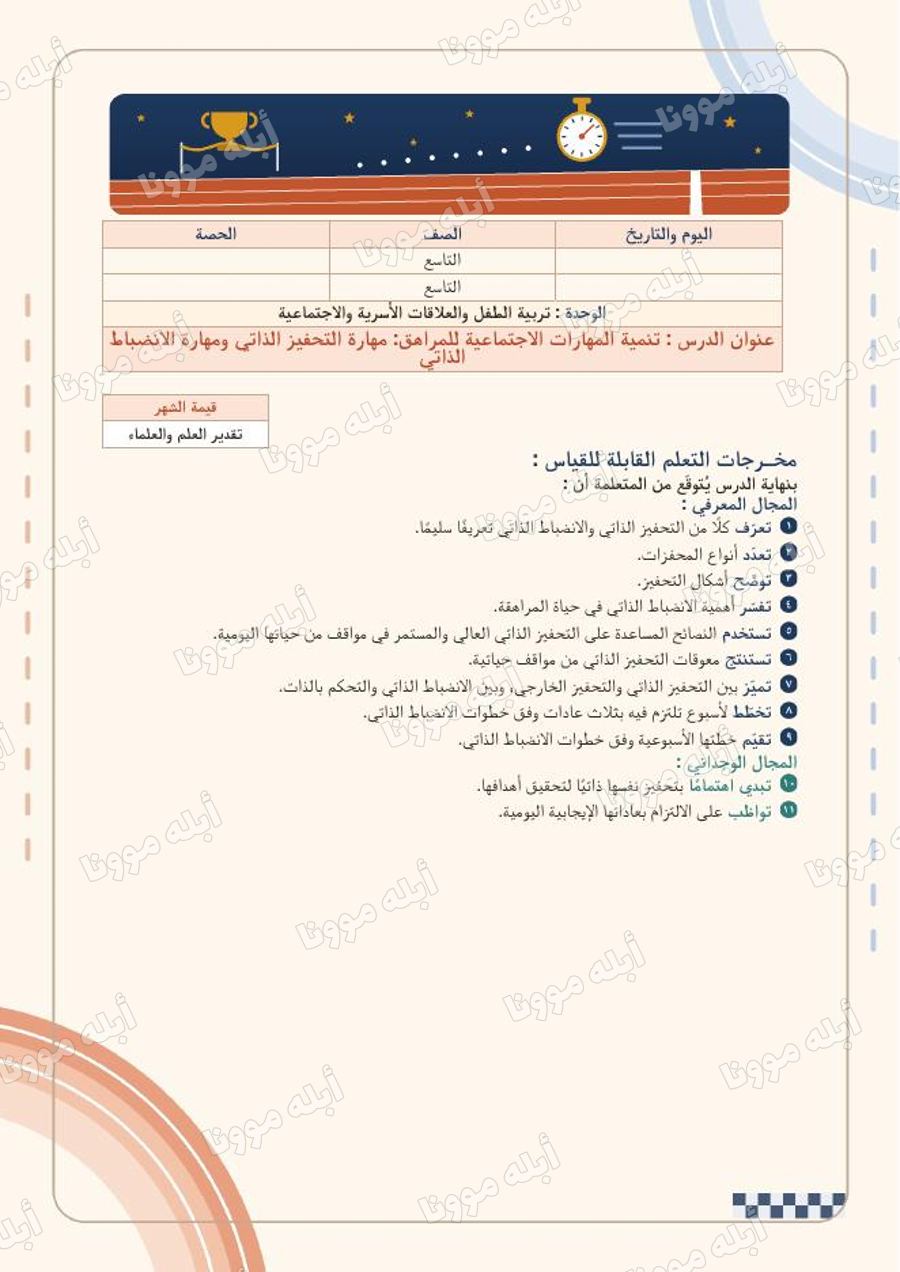 اليوم والتاريخ الصف الحصة
التاسع
التاسع
الوحدة : تربية الطفل والعلاقات الأسرية والاجتماعية
عنوان الدرس : تنمية المهارات الاجتماعية للمراهق: مهارة التحفيز الذاتي ومهارة الانضباط
الذاتي
قيمة الشهر
تقدير العلم والعلماء
مخـرجات التعلم القابلة للقياس :
بنهاية الدرس يُتوقَع من المتعلمة أن :
المجال المعرفي :
١ تعرّف كلًا من التحفيز الذاتي والانضباط الذاتي تعريفًا سليمًا.
٢ تعدّد أنواع المحفزات.
٣ توضّح أشكال التحفيز.
٤ تفسّر أهمية الانضباط الذاتي في حياة المراهقة.
٥ تستخدم النصائح المساعدة على التحفيز الذاتي العالي والمستمر في مواقف من حياتها اليومية.
٦ تستنتج معوقات التحفيز الذاتي من مواقف حياتية.
٧ تميّز بين التحفيز الذاتي والتحفيز الخارجي، وبين الانضباط الذاتي والتحكم بالذات.
٨ تخطّط لأسبوع تلتزم فيه بثلاث عادات وفق خطوات الانضباط الذاتي.
٩ تقيّم خطتها الأسبوعية وفق خطوات الانضباط الذاتي.
المجال الوجداني :
١٠ تبدي اهتمامًا بتحفيز نفسها ذاتيًا لتحقيق أهدافها.
١١ تواظب على الالتزام بعاداتها الإيجابية اليومية.
أبله موونا